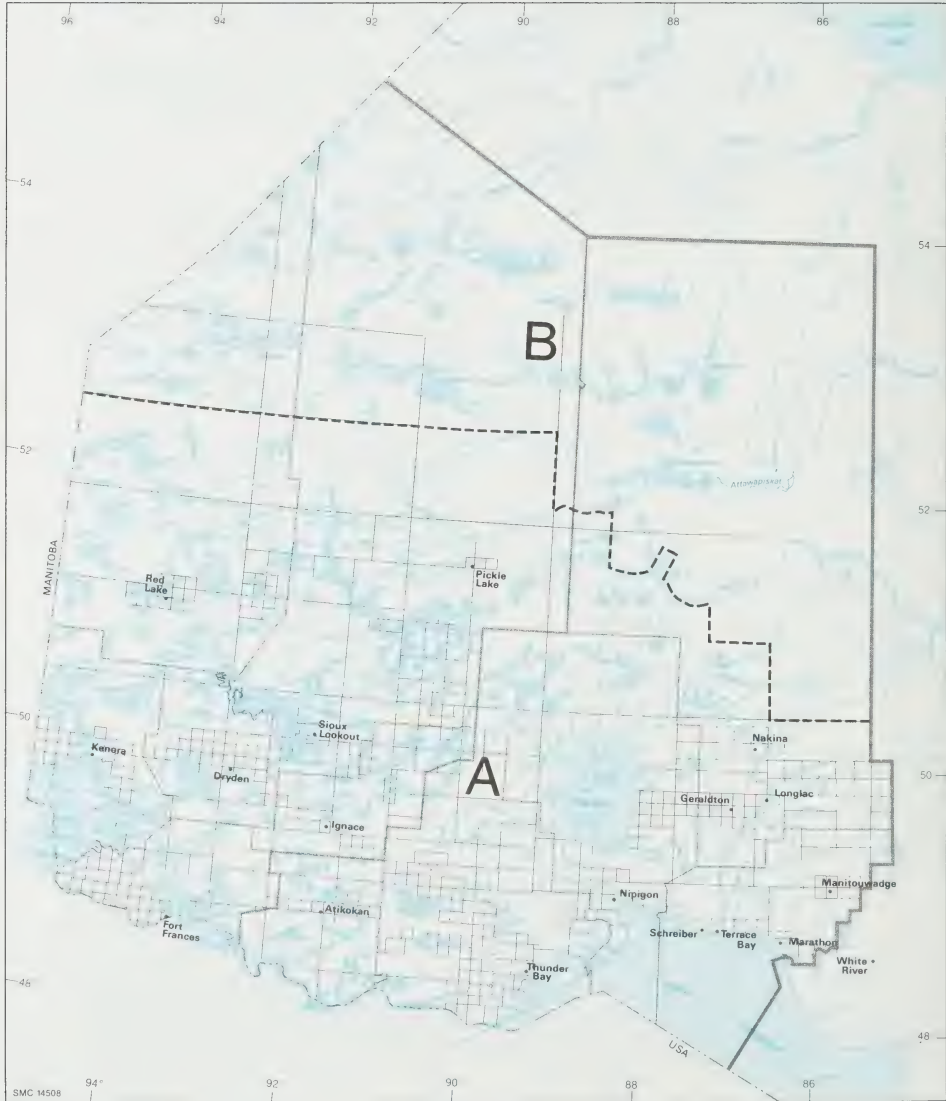 96
94
92
90
88
86
54
54
B
52
Attawapiskat
52
MANITOBA
Red
Lake
Pickle
Lake
50
Sioux
Lookout
Nakina
Kenora
Dryden
A
50
Geraldton
Longlac
Ignace
Manitouwadge
Nipigon
Atikokan
Fort
Frances
Schreiber
Terrace
Bay
Marathon
White
River
Thunder
Bay
48
48
USA
SMC 14508
94°
92
90
88
86